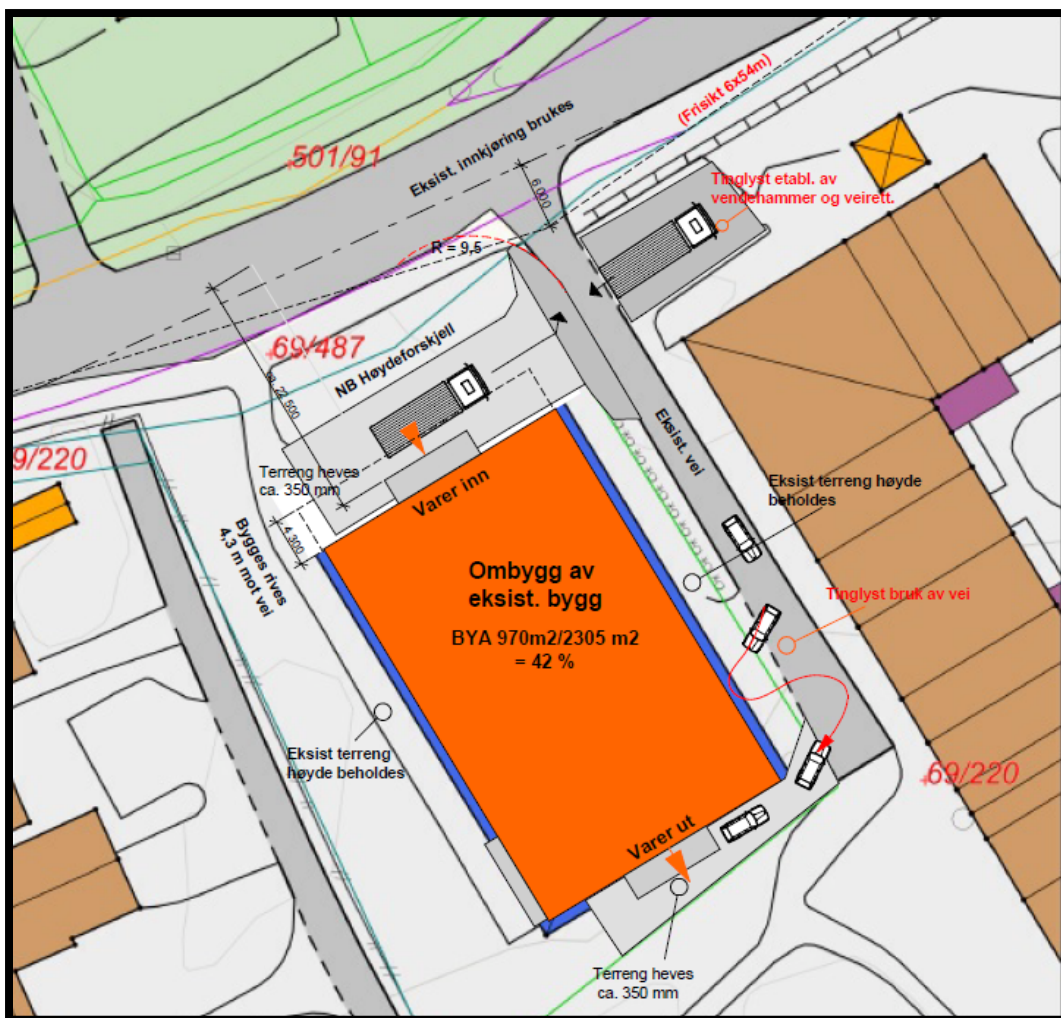 (Frisikt 6x54m)
501/91
Eksist. innkjøring brukes
Tinglyst etabl. av
vendehammer og veirett.
6 000
R = 9,5
69/487
NB Høydeforskjell
ca. 22 500
9/220
Terreng heves
ca. 350 mm
Varer inn
Eksist. vei
Eksist terreng høyde
beholdes
4 300
Bygges rives
4,3 m mot vei
Ombygg av
eksist. bygg
BYA 970m2/2305 m2
= 42 %
Tinglyst bruk av vei
Eksist terreng
høyde beholdes
69/220
Varer ut
Terreng heves
ca. 350 mm